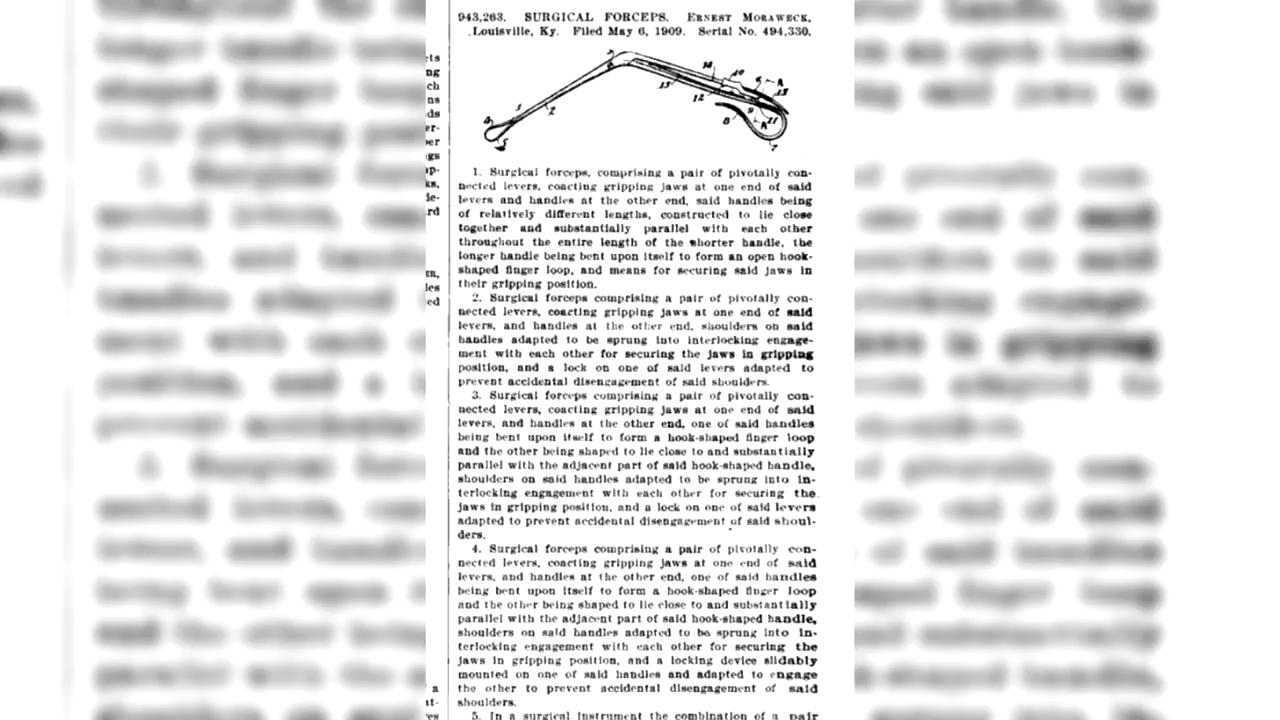 943,263. SURGICAL FORCEPS. ERNEST MORAWECK,
Louisville, Ky. Filed May 6, 1909. Serial No. 494,330.
1. Surgical forceps, comprising a pair of pivotally con-
nected levers, coacting gripping jaws at one end of said
levers and handles at the other end, said handles being
of relatively different lengths, constructed to lie close
together and substantially parallel with each other
throughout the entire length of the shorter handle, the
longer handle being bent upon itself to form an open hook-
shaped finger loop, and means for securing said jaws in
their gripping position.
2. Surgical forceps comprising a pair of pivotally con-
nected levers, coacting gripping jaws at one end of said
levers, and handles at the other end, shoulders on said
handles adapted to be sprung into interlocking engage-
ment with each other for securing the jaws in gripping
position, and a lock on one of said levers adapted to
prevent accidental disengagement of said shoulders.
3. Surgical forceps comprising a pair of pivotally con-
nected levers, coacting gripping jaws at one end of said
levers, and handles at the other end, one of said handles
being bent upon itself to form a hook-shaped finger loop
and the other being shaped to lie close to and substantially
parallel with the adjacent part of said hook-shaped handle,
shoulders on said handles adapted to be sprung into in-
terlocking engagement with each other for securing the
jaws in gripping position, and a lock on one of said levers
adapted to prevent accidental disengagement of said shoul-
ders.
4. Surgical forceps comprising a pair of pivotally con-
nected levers, coacting gripping jaws at one end of said
levers, and handles at the other end, one of said handles
being bent upon itself to form a hook-shaped finger loop
and the other being shaped to lie close to and substantially
parallel with the adjacent part of said hook-shaped handle,
shoulders on said handles adapted to be sprung into in-
terlocking engagement with each other for securing the
jaws in gripping position, and a locking device slidably
mounted on one of said handles and adapted to engage
the other to prevent accidental disengagement of said
shoulders.
5. In a surgical instrument the combination of a pair